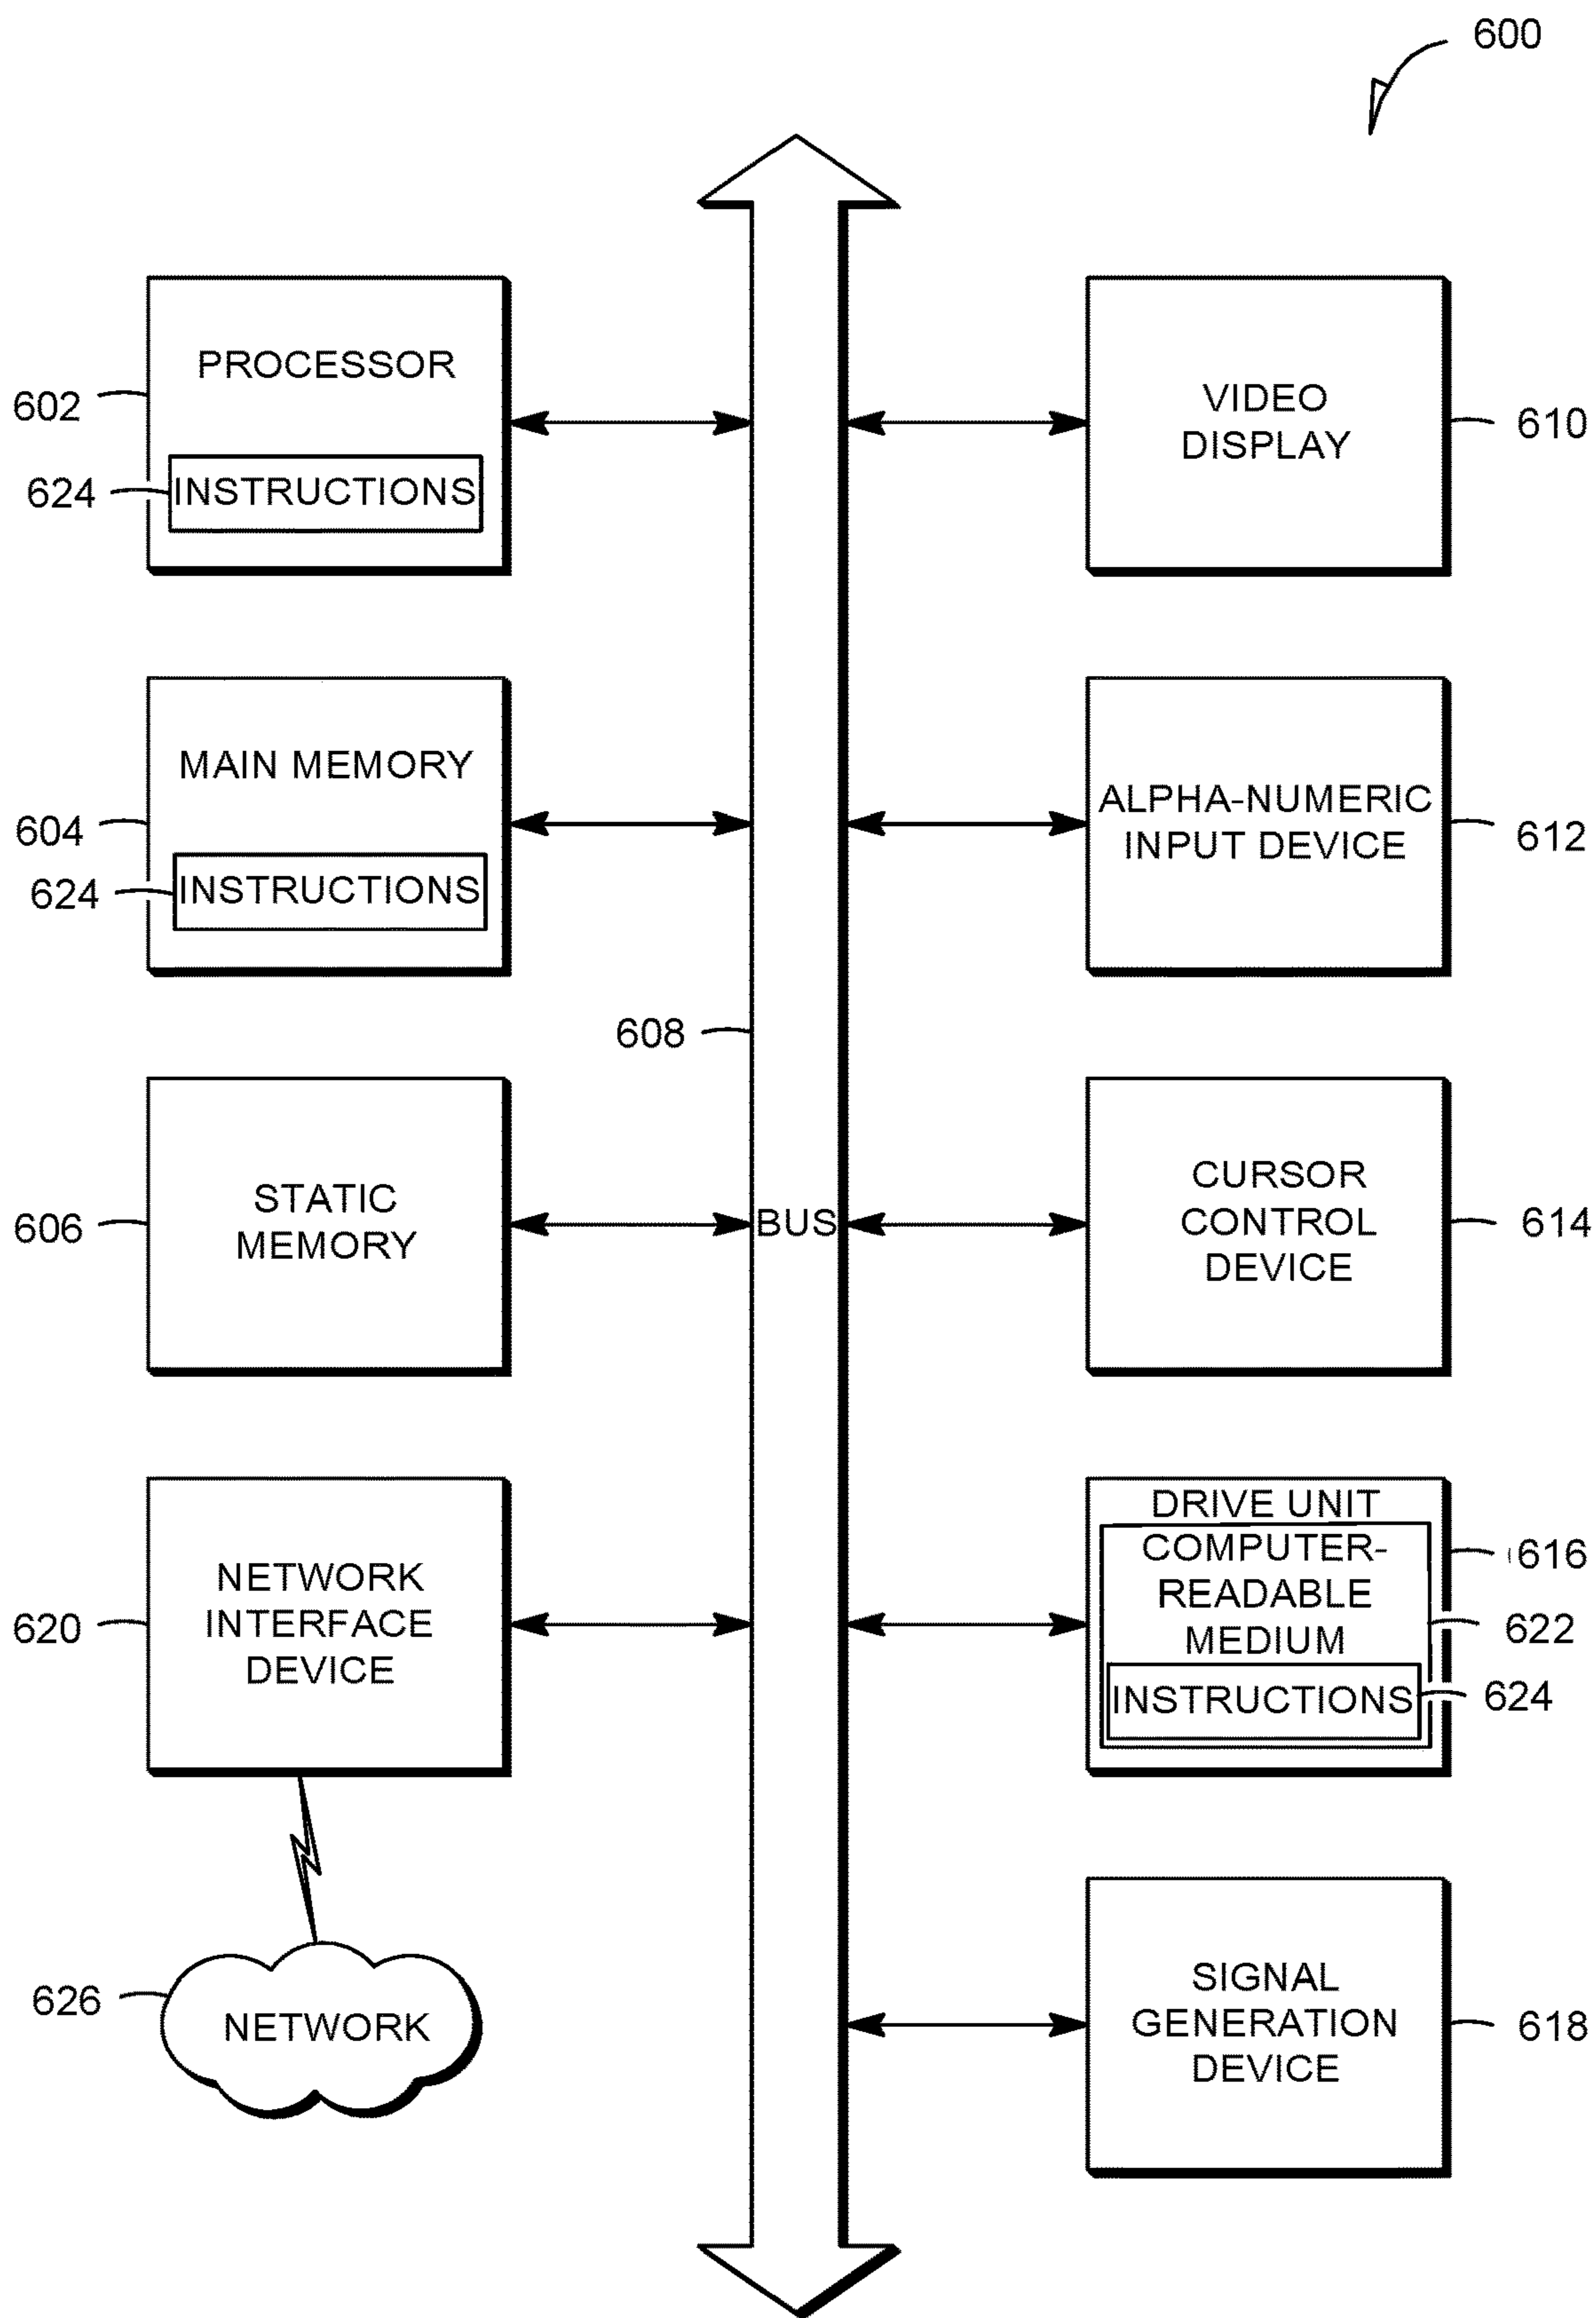 600
PROCESSOR
602
624
INSTRUCTIONS
VIDEO
DISPLAY
610
MAIN MEMORY
604
624
INSTRUCTIONS
ALPHA-NUMERIC
INPUT DEVICE
612
608
STATIC
MEMORY
606
BUS
CURSOR
CONTROL
DEVICE
614
NETWORK
INTERFACE
DEVICE
620
DRIVE UNIT
COMPUTER-
READABLE
MEDIUM
INSTRUCTIONS
616
622
624
626
NETWORK
SIGNAL
GENERATION
DEVICE
618